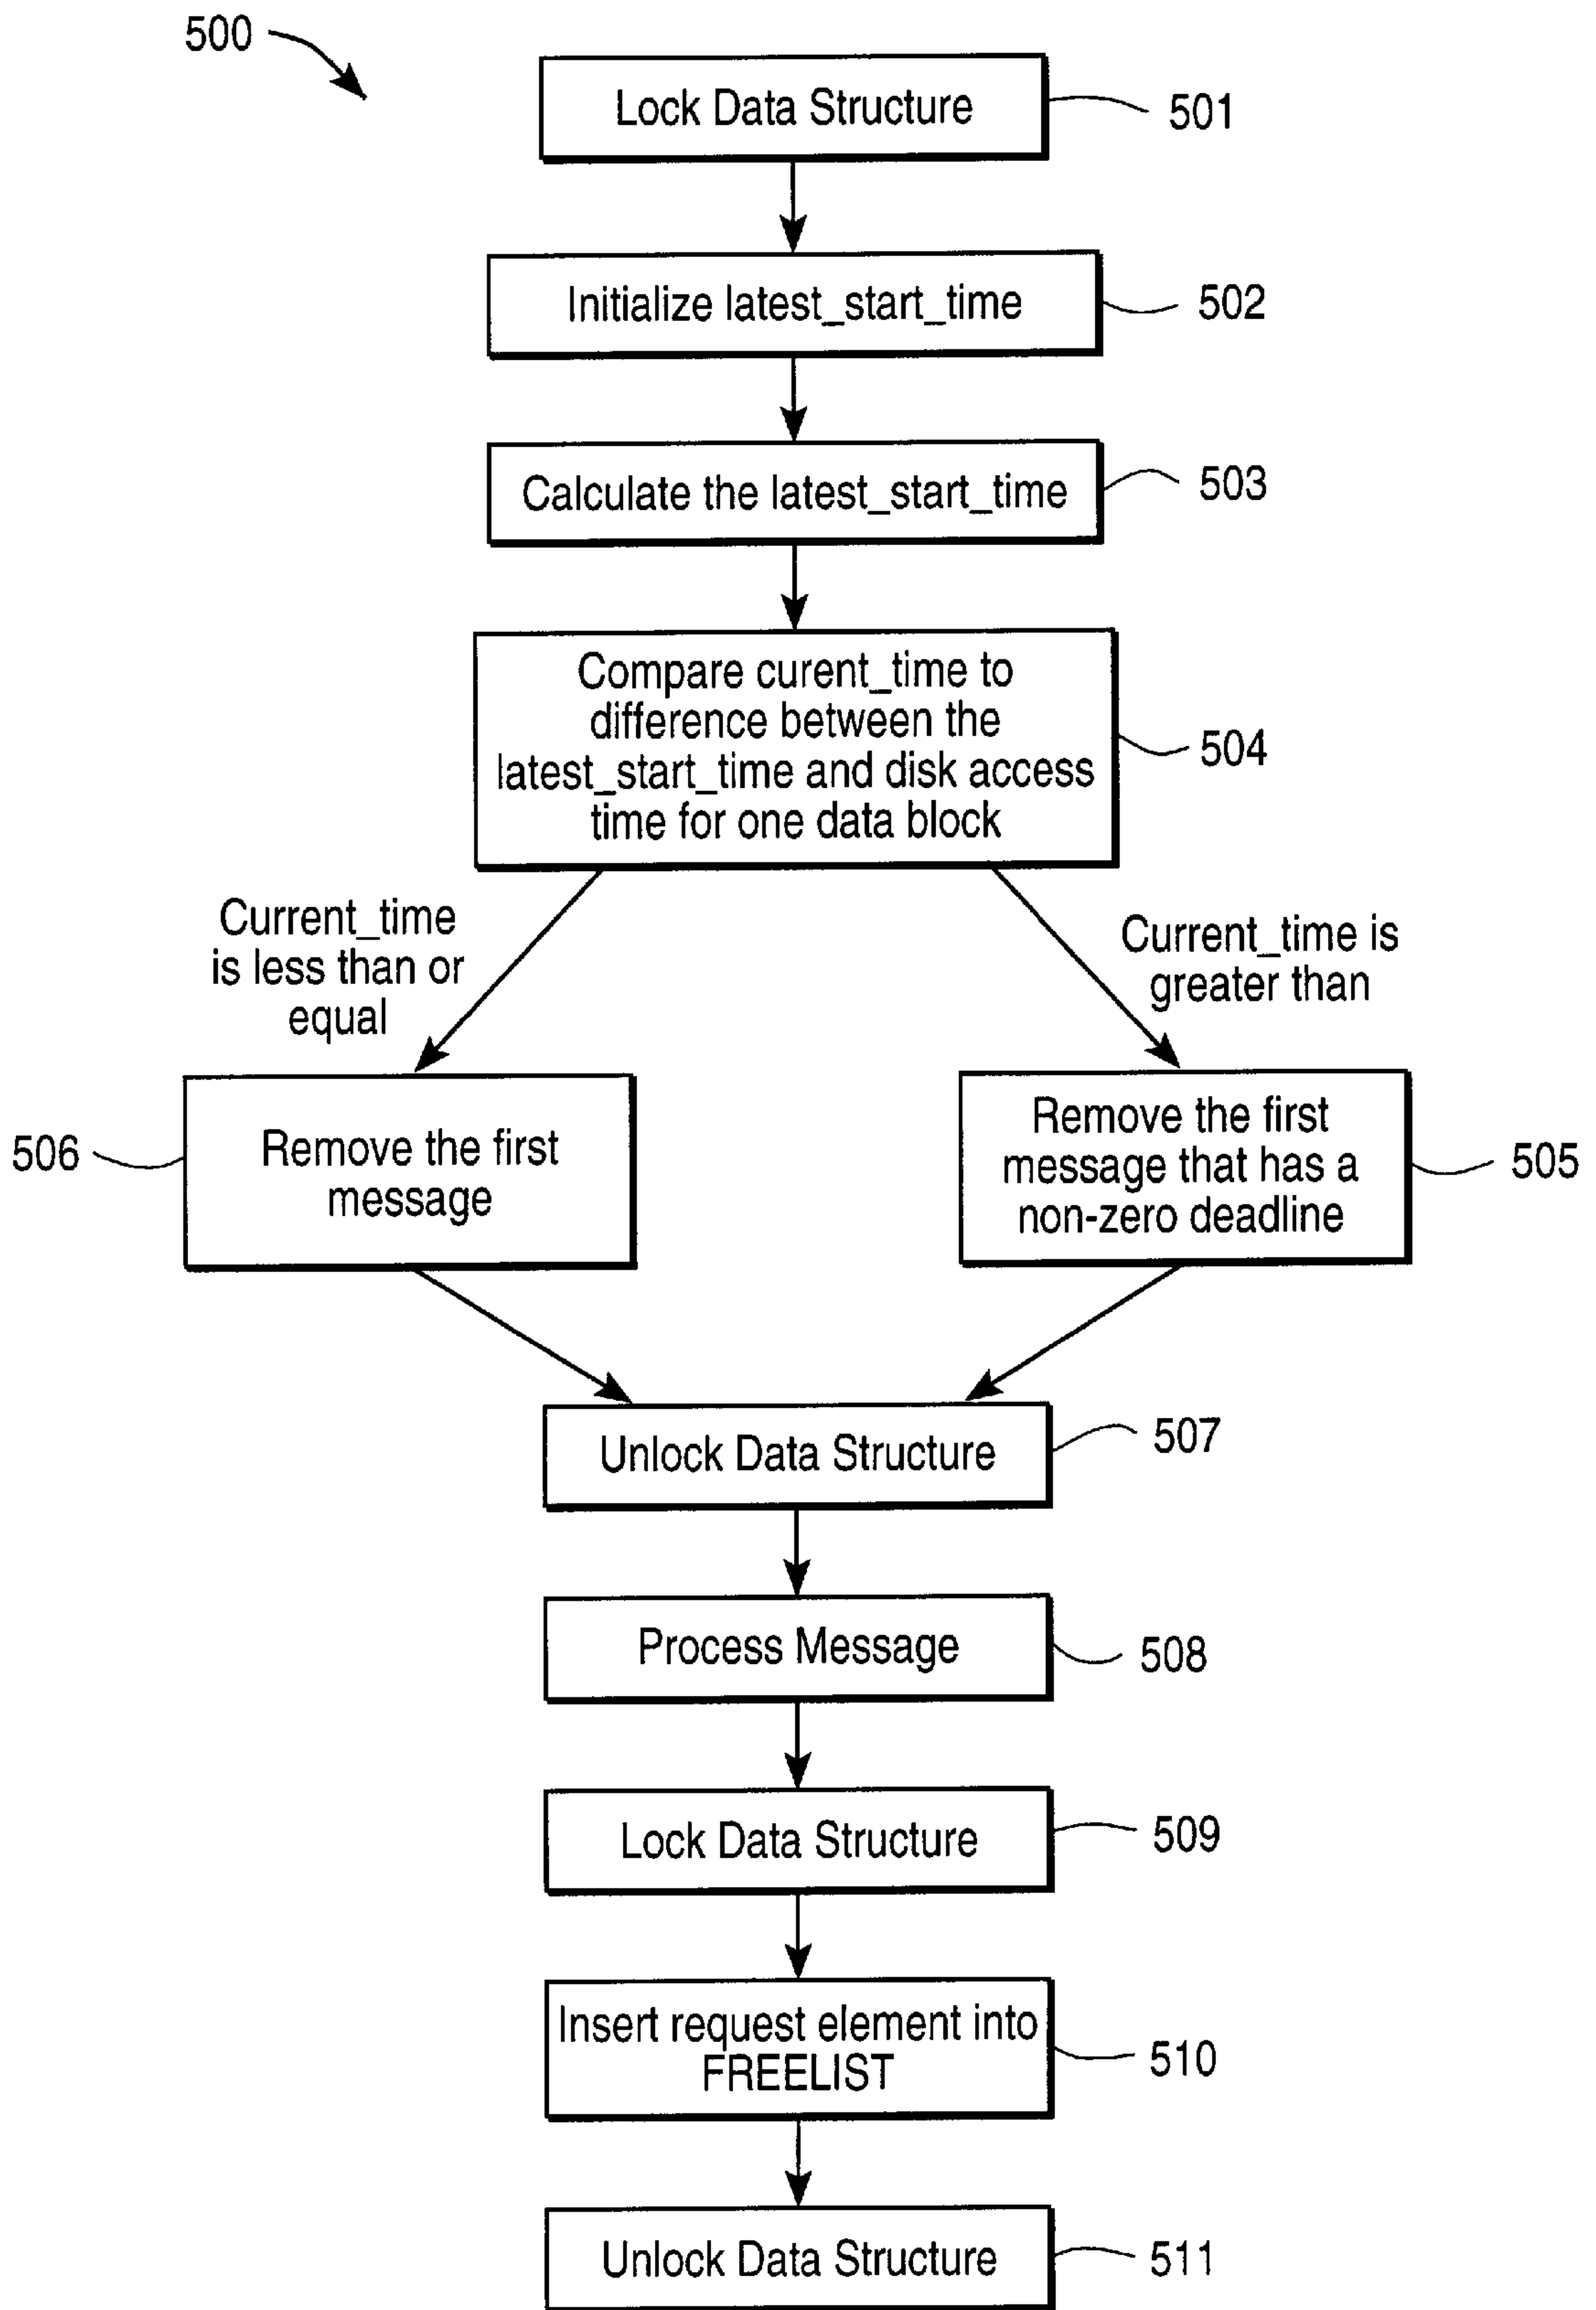 500
Lock Data Structure
501
Initialize latest_start_time
502
Calculate the latest_start_time
503
Compare curent_time to
difference between the
latest_start_time and disk access
time for one data block
504
Current_time
is less than or
equal
Current_time is
greater than
506
Remove the first
message
Remove the first
message that has a
non-zero deadline
505
Unlock Data Structure
507
Process Message
508
Lock Data Structure
509
Insert request element into
FREELIST
510
Unlock Data Structure
511